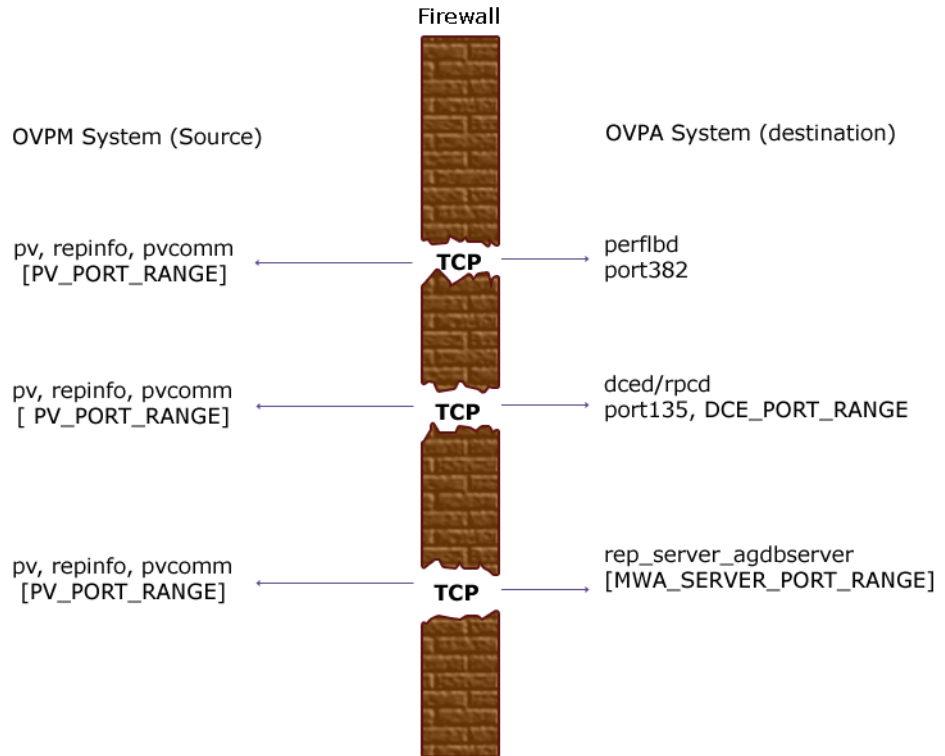 Firewall
OVPM System (Source)
OVPA System (destination)
pv, repinfo, pvcomm
[PV_PORT_RANGE]
TCP
perflbd
port382
pv, repinfo, pvcomm
[ PV_PORT_RANGE]
TCP
dced/rpcd
port135, DCE_PORT_RANGE
pv, repinfo, pvcomm
[PV_PORT_RANGE]
TCP
rep_server_agdbserver
[MWA_SERVER_PORT_RANGE]